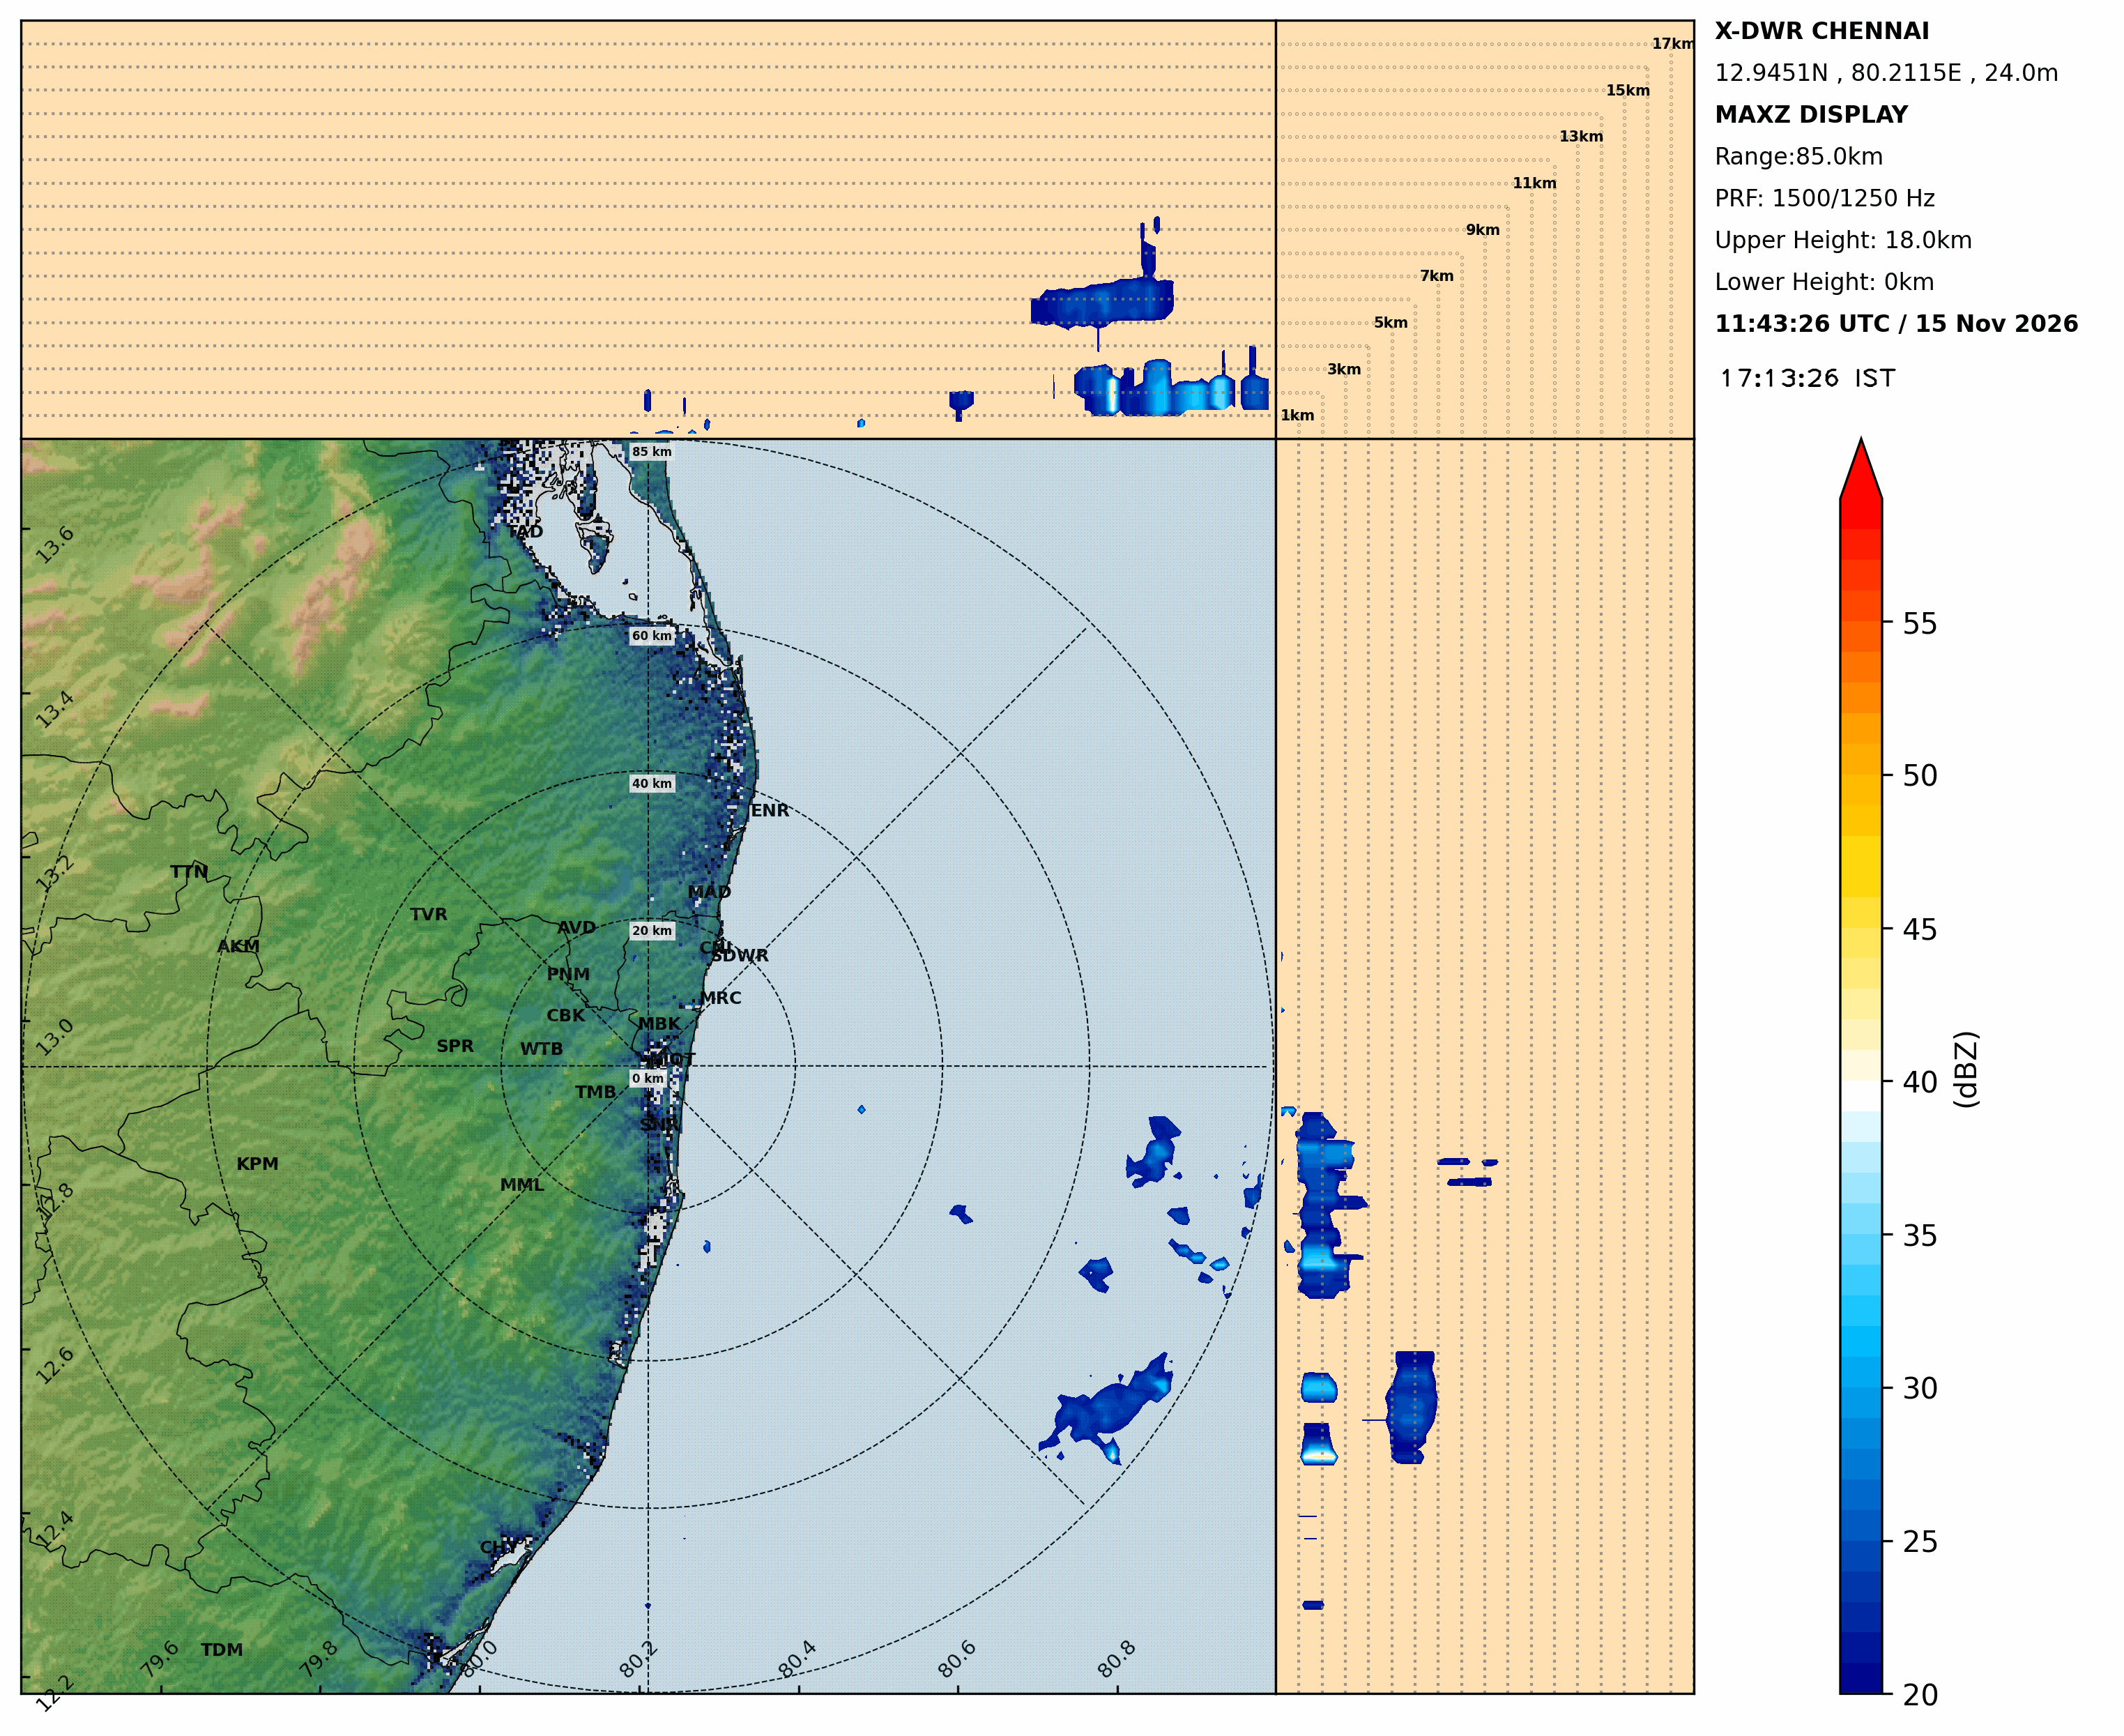 X-DWR CHENNAI
12.9451N , 80.2115E , 24.0m
MAXZ DISPLAY
Range:85.0km
PRF: 1500/1250 Hz
Upper Height: 18.0km
Lower Height: 0km
11:43:26 UTC / 15 Nov 2026
17:13:26 IST
17km
15km
13km
11km
9km
7km
5km
3km
1km
85 km
TAD
13.6
60 km
13.4
40 km
ENR
13.2
TTN
MAD
TVR
AVD
20 km
AKM
SDWR
PNM
MRC
CBK
MBK
13.0
SPR
WTB
0 km
TMB
SNR
KPM
MML
12.8
12.6
12.4
CHY
TDM
12.2
79.6
79.8
80.0
80.2
80.4
80.6
80.8
55
50
45
40
35
30
25
20
(dBZ)